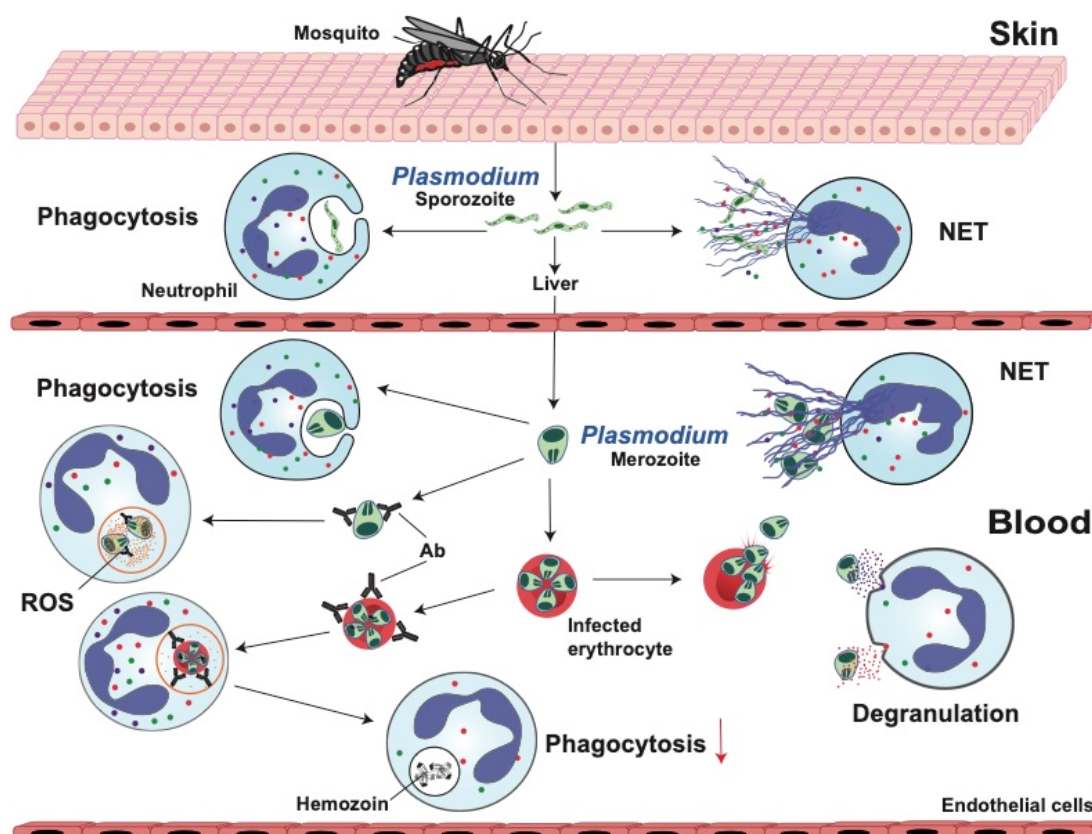 Mosquito
Skin
Plasmodium
Sporozoite
Phagocytosis
NET
Neutrophil
Liver
Phagocytosis
NET
Plasmodium
Merozoite
Blood
Ab
ROS
Infected
erythrocyte
Degranulation
Phagocytosis
Hemozoin
Endothelial cells